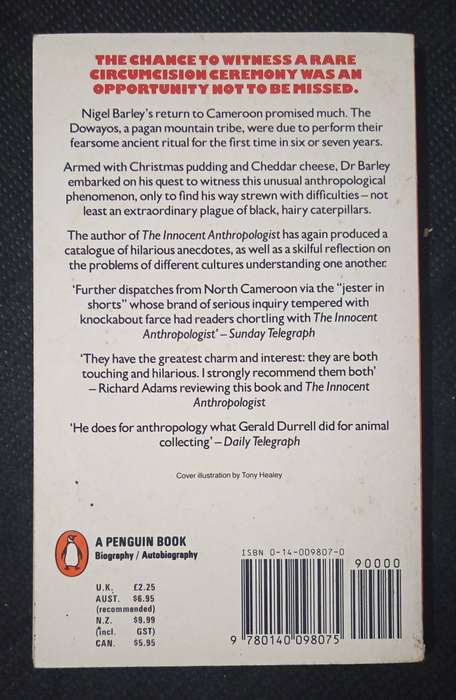 THE CHANCE TO WITNESS A RARE
CIRCUMCISION CEREMONY WAS AN
OPPORTUNITY NOT TO BE MISSED.
Nigel Barley's return to Cameroon promised much. The
Dowayos, a pagan mountain tribe, were due to perform their
fearsome ancient ritual for the first time in six or seven years.
Armed with Christmas pudding and Cheddar cheese, Dr Barley
embarked on his quest to witness this unusual anthropological
phenomenon, only to find his way strewn with difficulties – not
least an extraordinary plague of black, hairy caterpillars.
The author of The Innocent Anthropologist has again produced a
catalogue of hilarious anecdotes, as well as a skilful reflection on
the problems of different cultures understanding one another.
'Further dispatches from North Cameroon via the "jester in
shorts" whose brand of serious inquiry tempered with
knockabout farce had readers chortling with The Innocent
Anthropologist' – Sunday Telegraph
'They have the greatest charm and interest: they are both
touching and hilarious. I strongly recommend them both'
– Richard Adams reviewing this book and The Innocent
Anthropologist
'He does for anthropology what Gerald Durrell did for animal
collecting' – Daily Telegraph
Cover illustration by Tony Healey
A PENGUIN BOOK
Biography / Autobiography
U.K. £2.25
AUST. $6.95
(recommended)
N.Z. $9.99
(incl. GST)
CAN. $5.95
ISBN 0-14-009807-0
90000
9 780140 098075